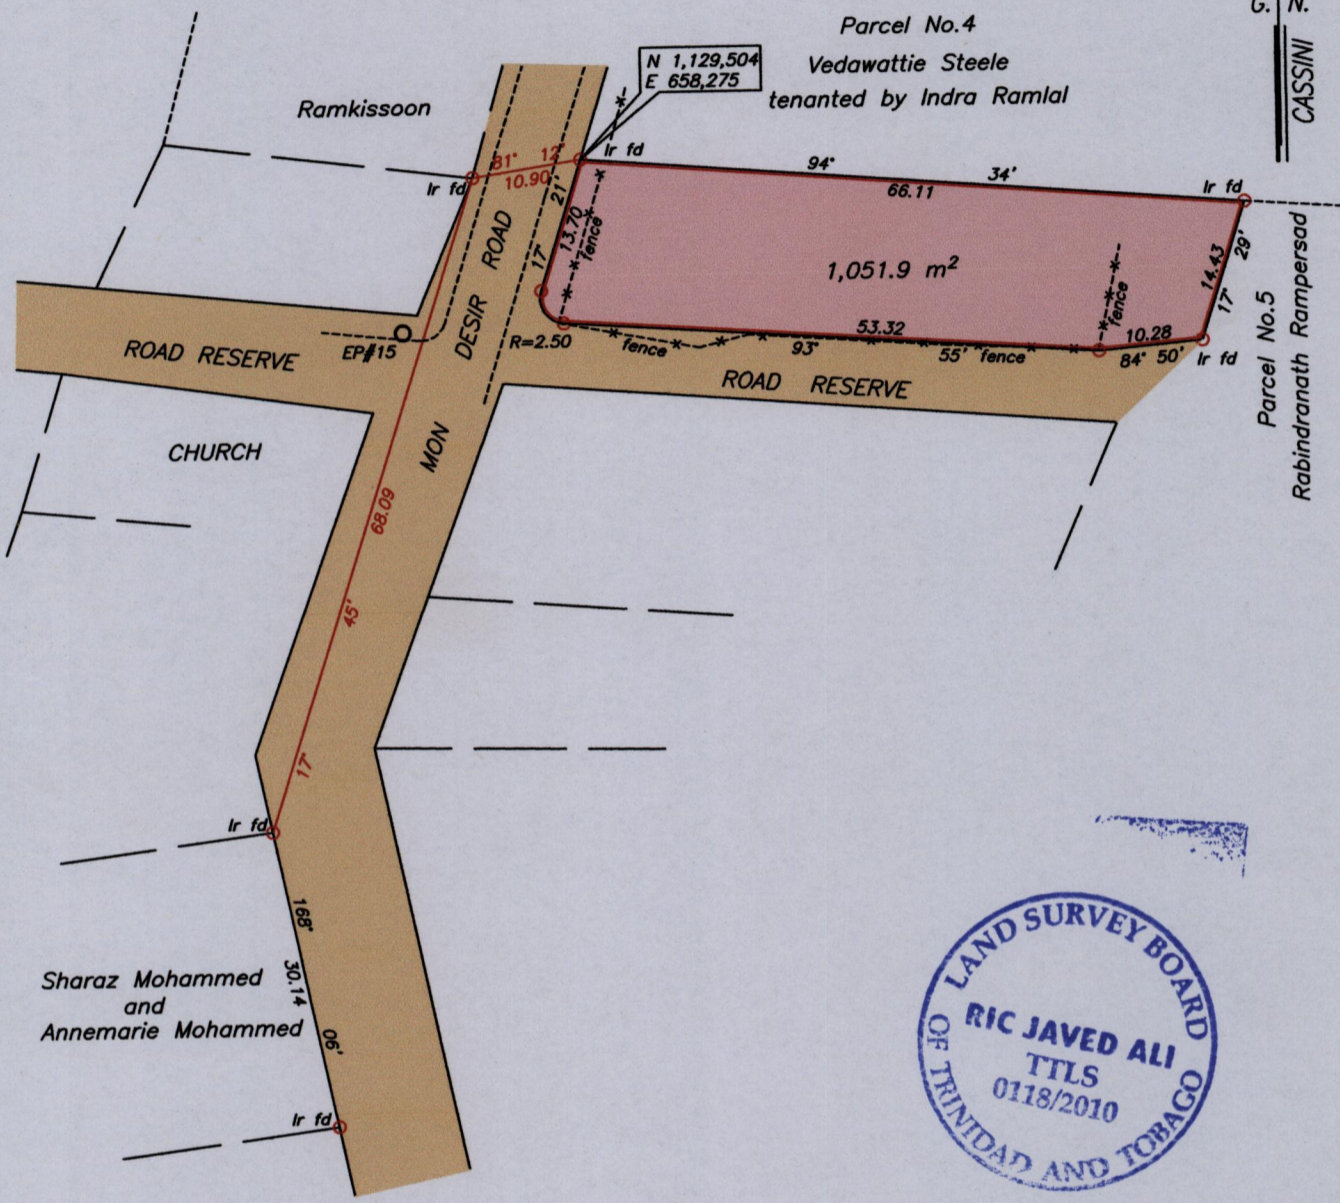 G. N.
CASSINI
Parcel No.4
Vedawattie Steele
tenanted by Indra Ramlal
N 1,129,504
E 658,275
Ramkissoon
Ir fd
81° 12'
10.90
Ir fd
94° 34'
66.11
Ir fd
17° 21'
13.70
fence
1,051.9 m²
fence
14.43
17° 29'
Parcel No.5
Rabindranath Rampersad
R=2.50
fence
53.32
93° 55'
fence
10.28
84° 50'
Ir fd
ROAD RESERVE
EP#15
MON DESIR ROAD
ROAD RESERVE
CHURCH
68.09
17° 45'
Ir fd
168° 06'
30.14
Sharaz Mohammed
and
Annemarie Mohammed
Ir fd
LAND SURVEY BOARD
RIC JAVED ALI
TTLS
0118/2010
OF TRINIDAD AND TOBAGO